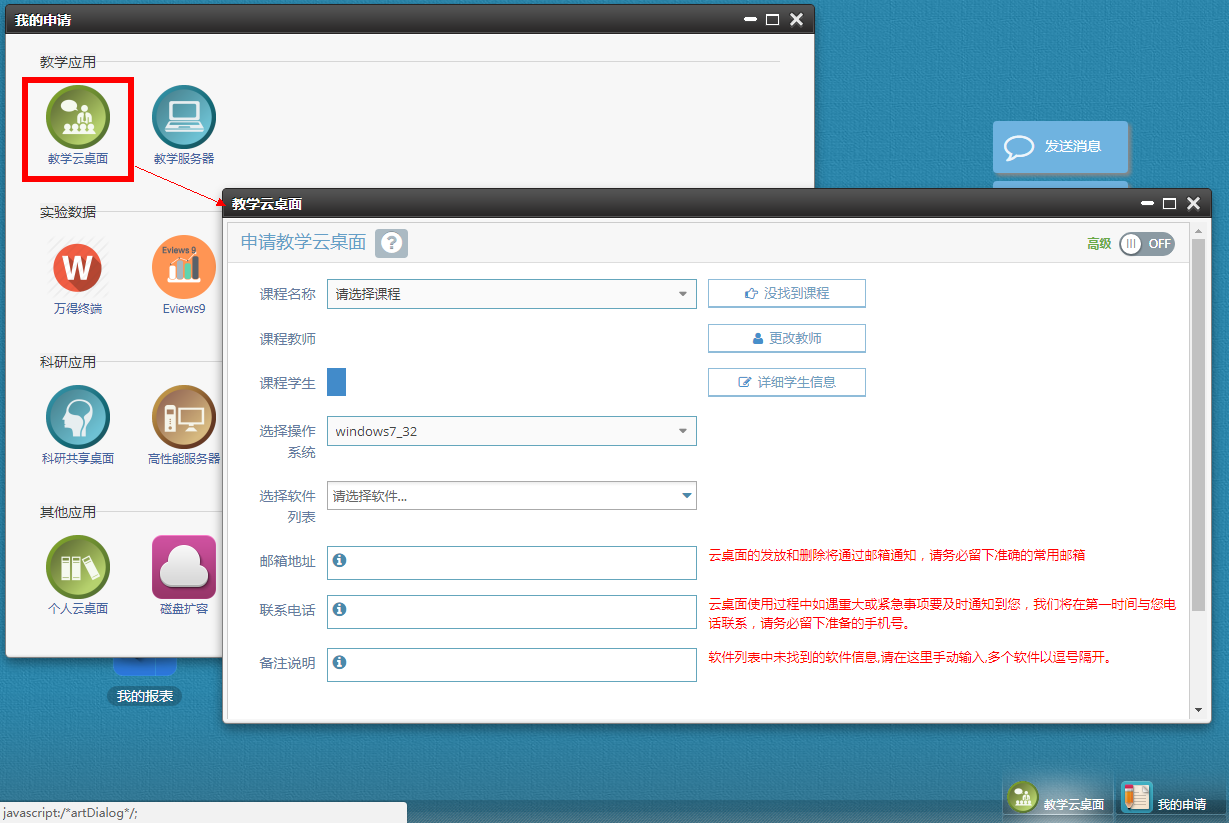 我的申请
教学应用
教学云桌面
教学服务器
发送消息
实验数据
W
万得终端
Eviews 9
Eviews9
科研应用
科研共享桌面
高性能服务器
其他应用
个人云桌面
磁盘扩容
我的报表
教学云桌面
申请教学云桌面 ?
高级 OFF
课程名称 请选择课程 没找到课程
课程教师 更改教师
课程学生 详细学生信息
选择操作
系统
windows7_32
选择软件
列表
请选择软件...
邮箱地址
云桌面的发放和删除将通过邮箱通知，请务必留下准确的常用邮箱
联系电话
云桌面使用过程中如遇重大或紧急事项要及时通知到您，我们将在第一时间与您电
话联系，请务必留下准备的手机号。
备注说明
软件列表中未找到的软件信息,请在这里手动输入,多个软件以逗号隔开。
javascript:/*artDialog*/;
教学云桌面
我的申请